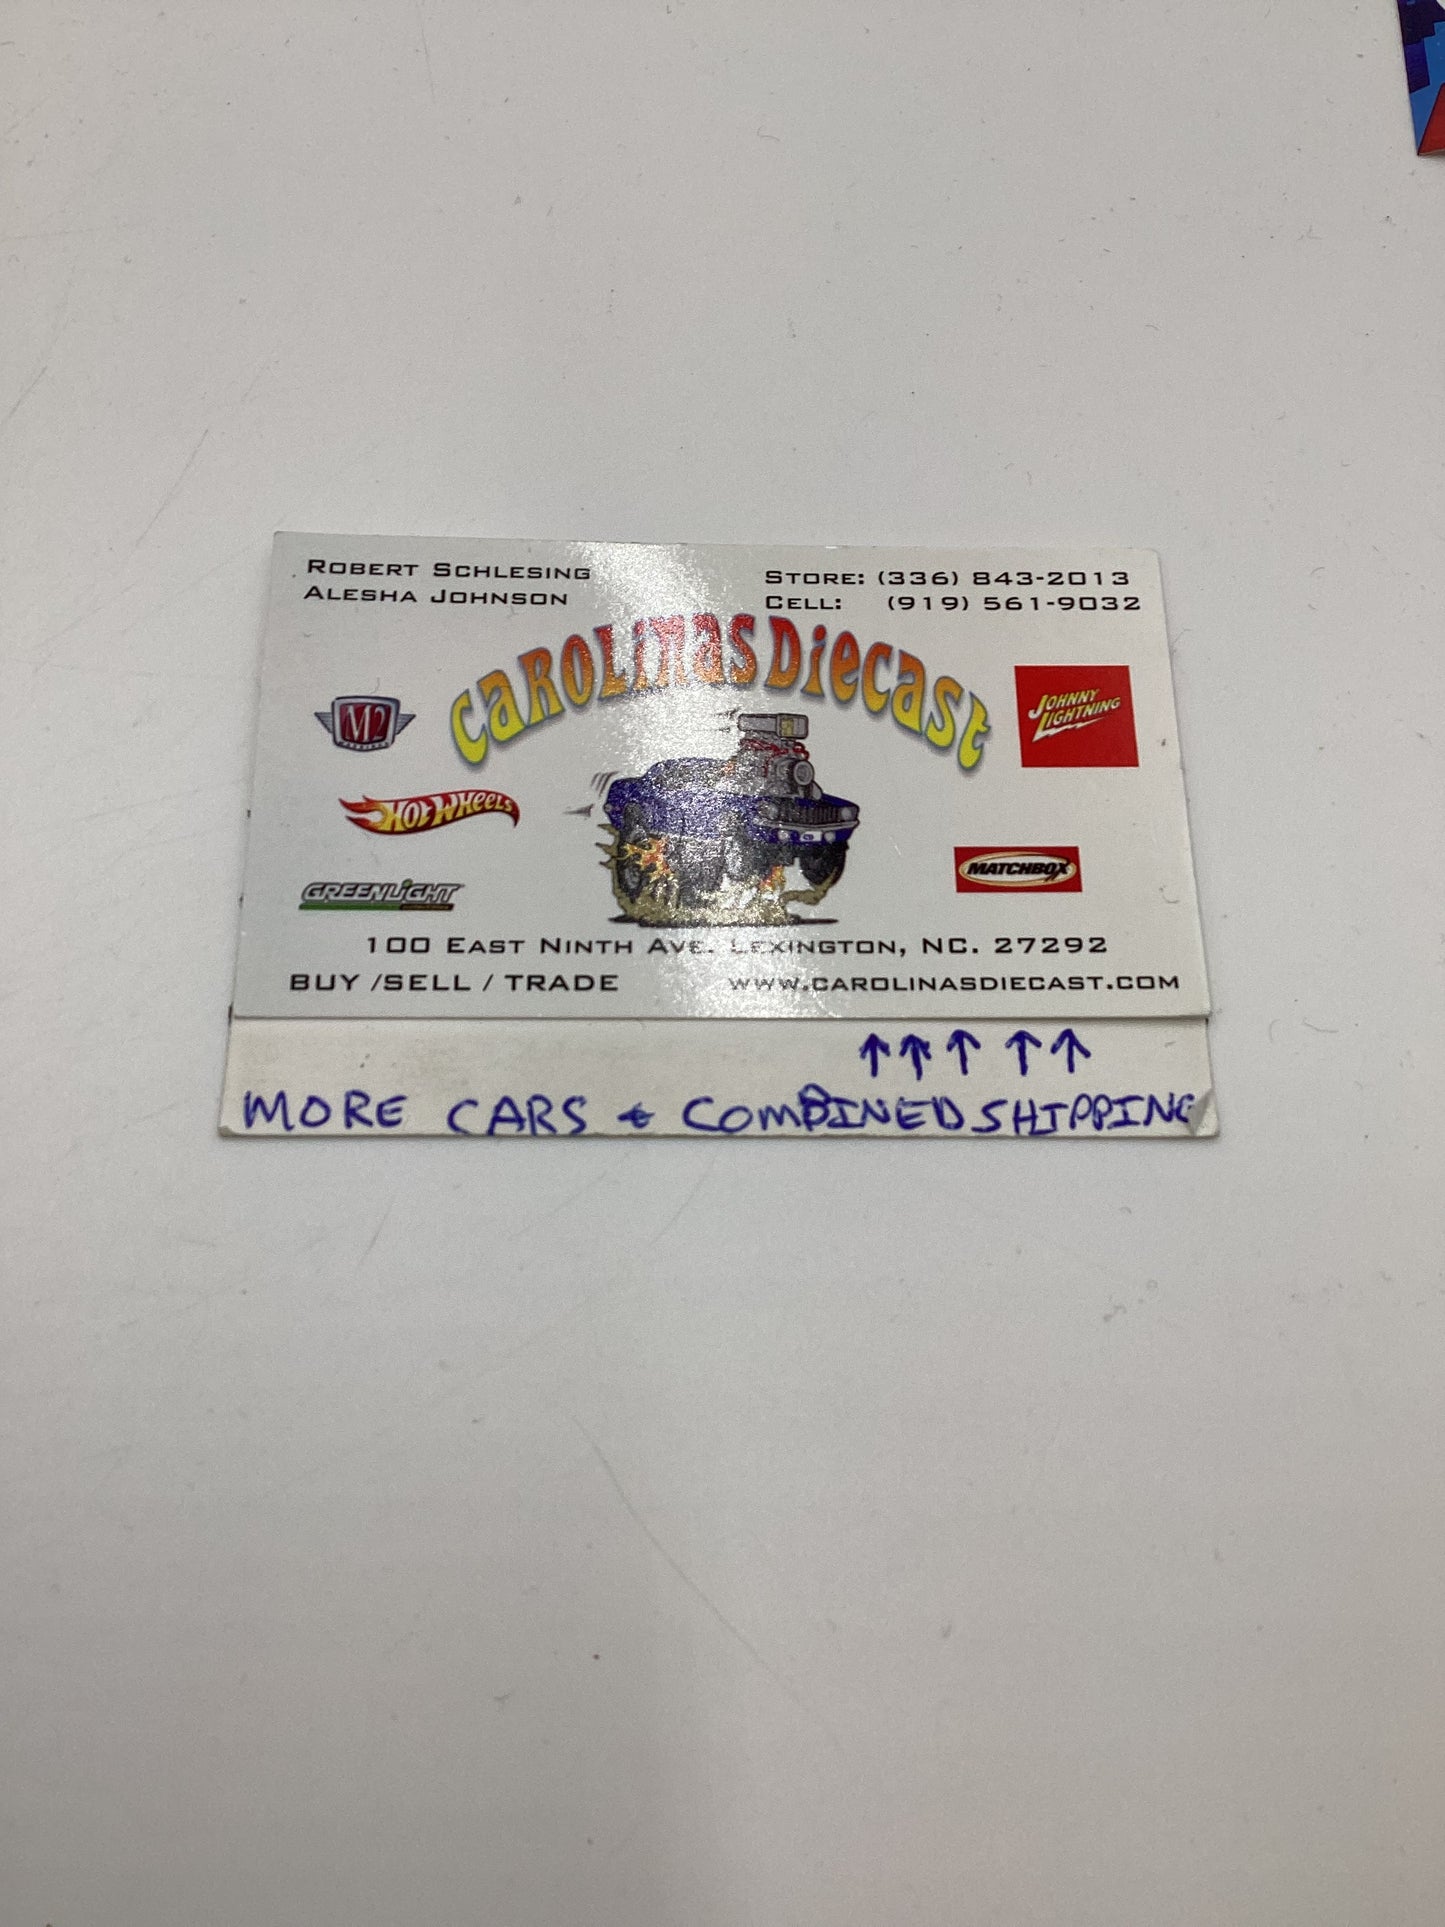 ROBERT SCHLESING
ALESHA JOHNSON
STORE: (336) 843-2013
CELL: (919) 561-9032
CAROLINAS DIECAST
M2
JOHNNY LIGHTNING
HOT WHEELS
MATCHBOX
GREENLIGHT
100 EAST NINTH AVE. LEXINGTON, NC. 27292
BUY /SELL / TRADE
WWW.CAROLINASDIECAST.COM
↑↑↑ ↑↑
MORE CARS & COMBINED SHIPPING